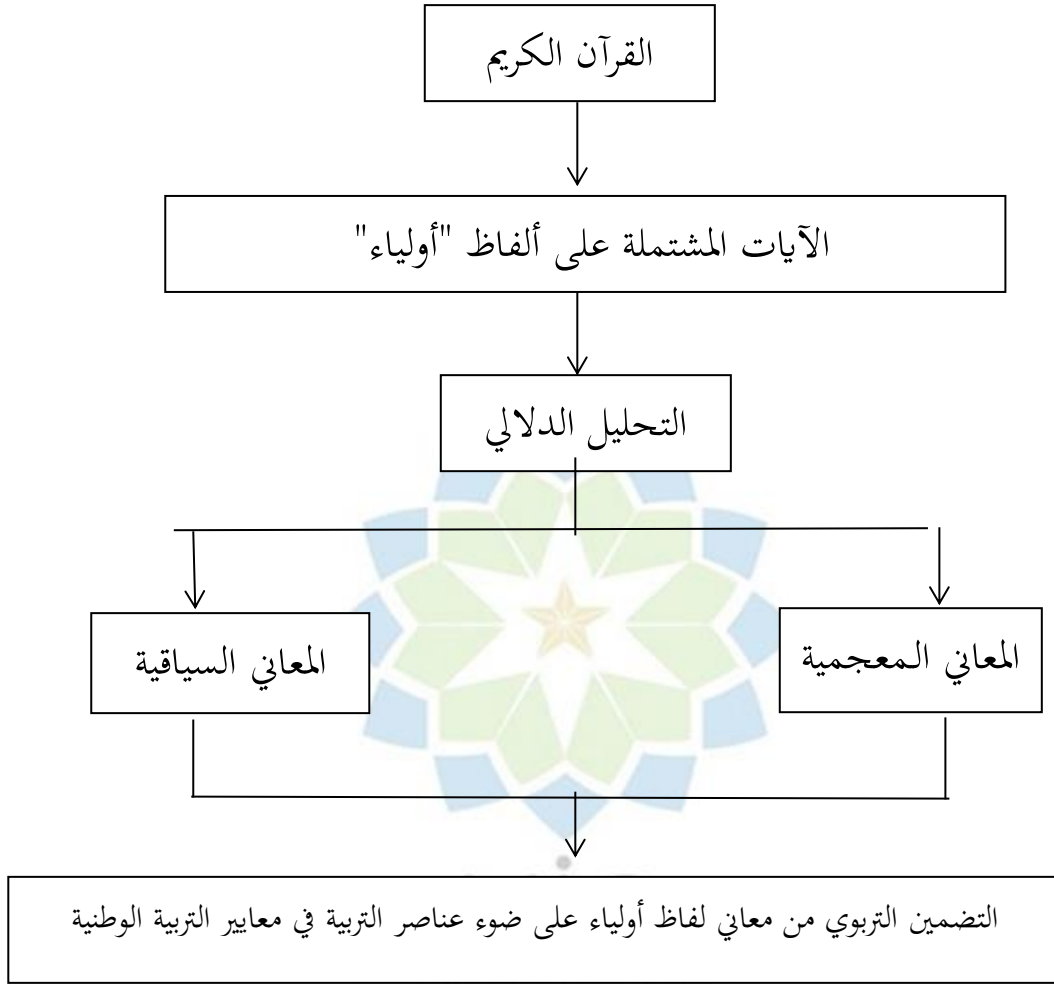 القرآن الكريم
الآيات المشتملة على ألفاظ "أولياء"
التحليل الدلالي
المعاني المعجمية
المعاني السياقية
التضمين التربوي من معاني لفاظ أولياء على ضوء عناصر التربية في معايير التربية الوطنية